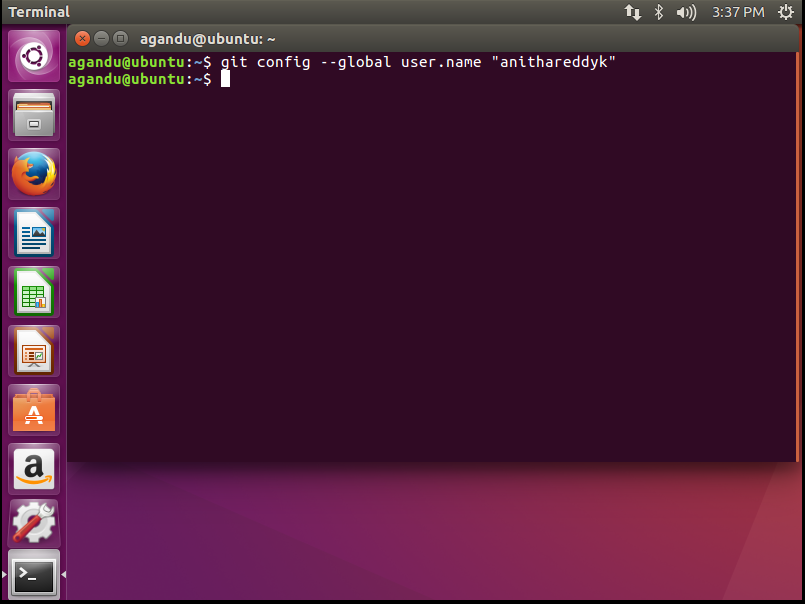 Terminal
3:37 PM
agandu@ubuntu: ~
agandu@ubuntu:~$ git config --global user.name "anithareddyk"
agandu@ubuntu:~$